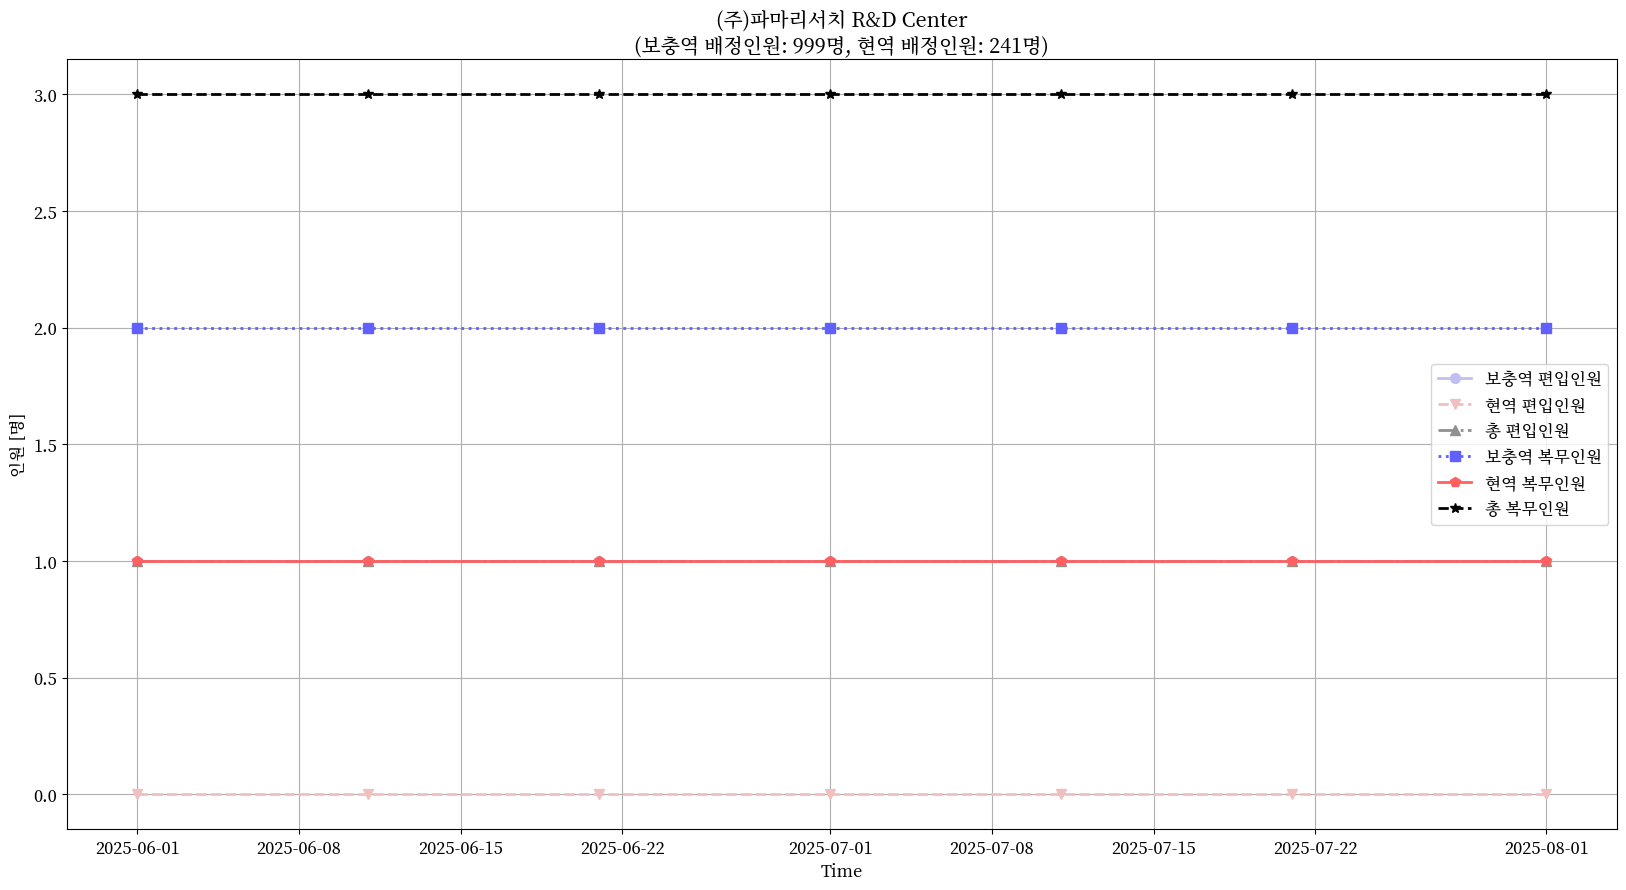 (주)파마리서치 R&D Center
(보충역 배정인원: 999명, 현역 배정인원: 241명)
인원 [명]
3.0
2.5
2.0
1.5
1.0
0.5
0.0
보충역 편입인원
현역 편입인원
총 편입인원
보충역 복무인원
현역 복무인원
총 복무인원
2025-06-01 2025-06-08 2025-06-15 2025-06-22 2025-07-01 2025-07-08 2025-07-15 2025-07-22 2025-08-01
Time